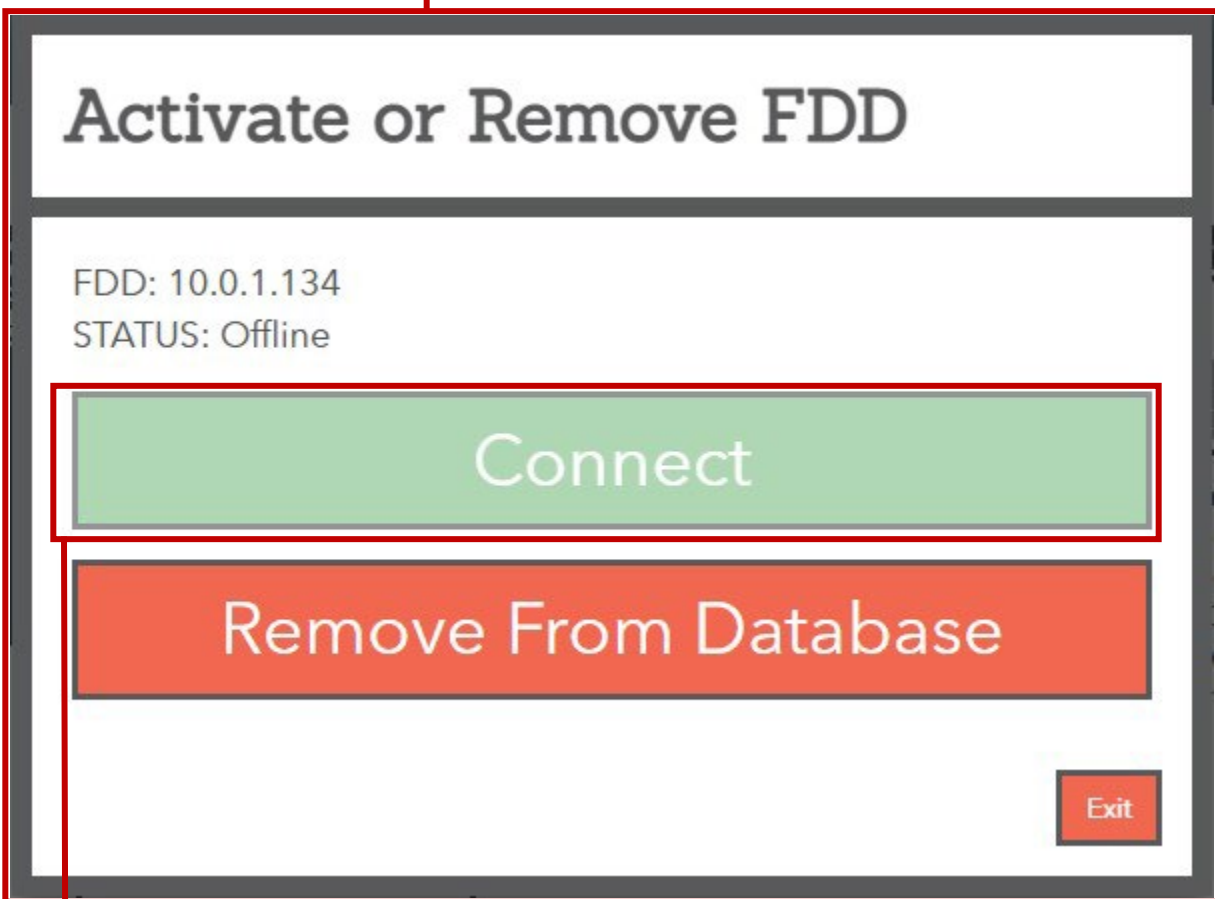 Activate or Remove FDD
FDD: 10.0.1.134
STATUS: Offline
Connect
Remove From Database
Exit